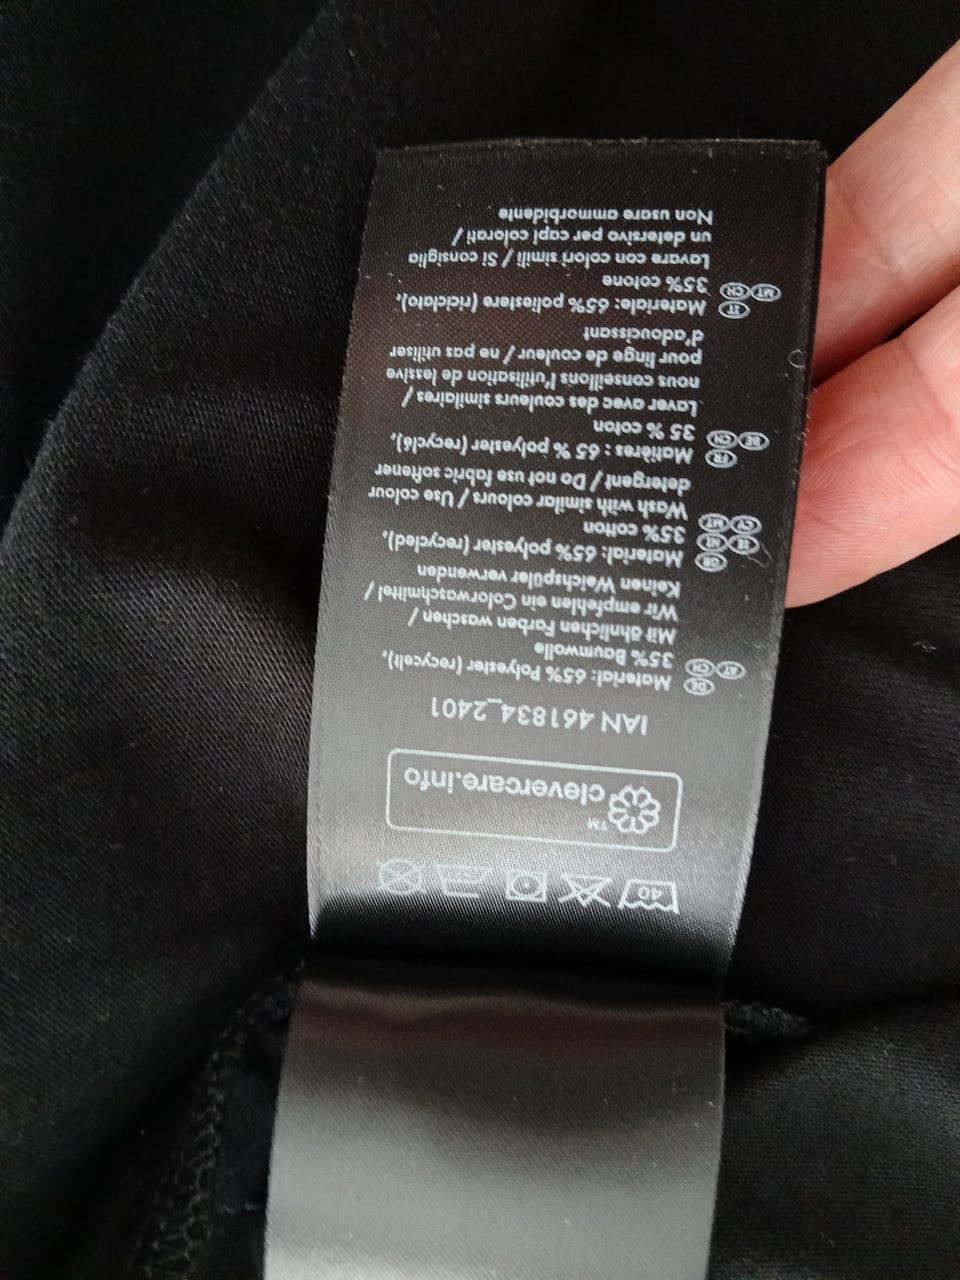 40
clevercare.info™
IAN 461834_2401
DE AT CH Material: 65% Polyester (recycelt),
35% Baumwolle
Mit ähnlichen Farben waschen /
Wir empfehlen ein Colorwaschmittel /
Keinen Weichspüler verwenden
GB IE NI CY MT Material: 65% polyester (recycled),
35% cotton
Wash with similar colours / Use colour
detergent / Do not use fabric softener
FR BE CH Matières : 65 % polyester (recyclé),
35 % coton
Laver avec des couleurs similaires /
nous conseillons l'utilisation de lessive
pour linge de couleur / ne pas utiliser
d'adoucissant
IT MT CH Materiale: 65% poliestere (riciclato),
35% cotone
Lavare con colori simili / Si consiglia
un detersivo per capi colorati /
Non usare ammorbidente